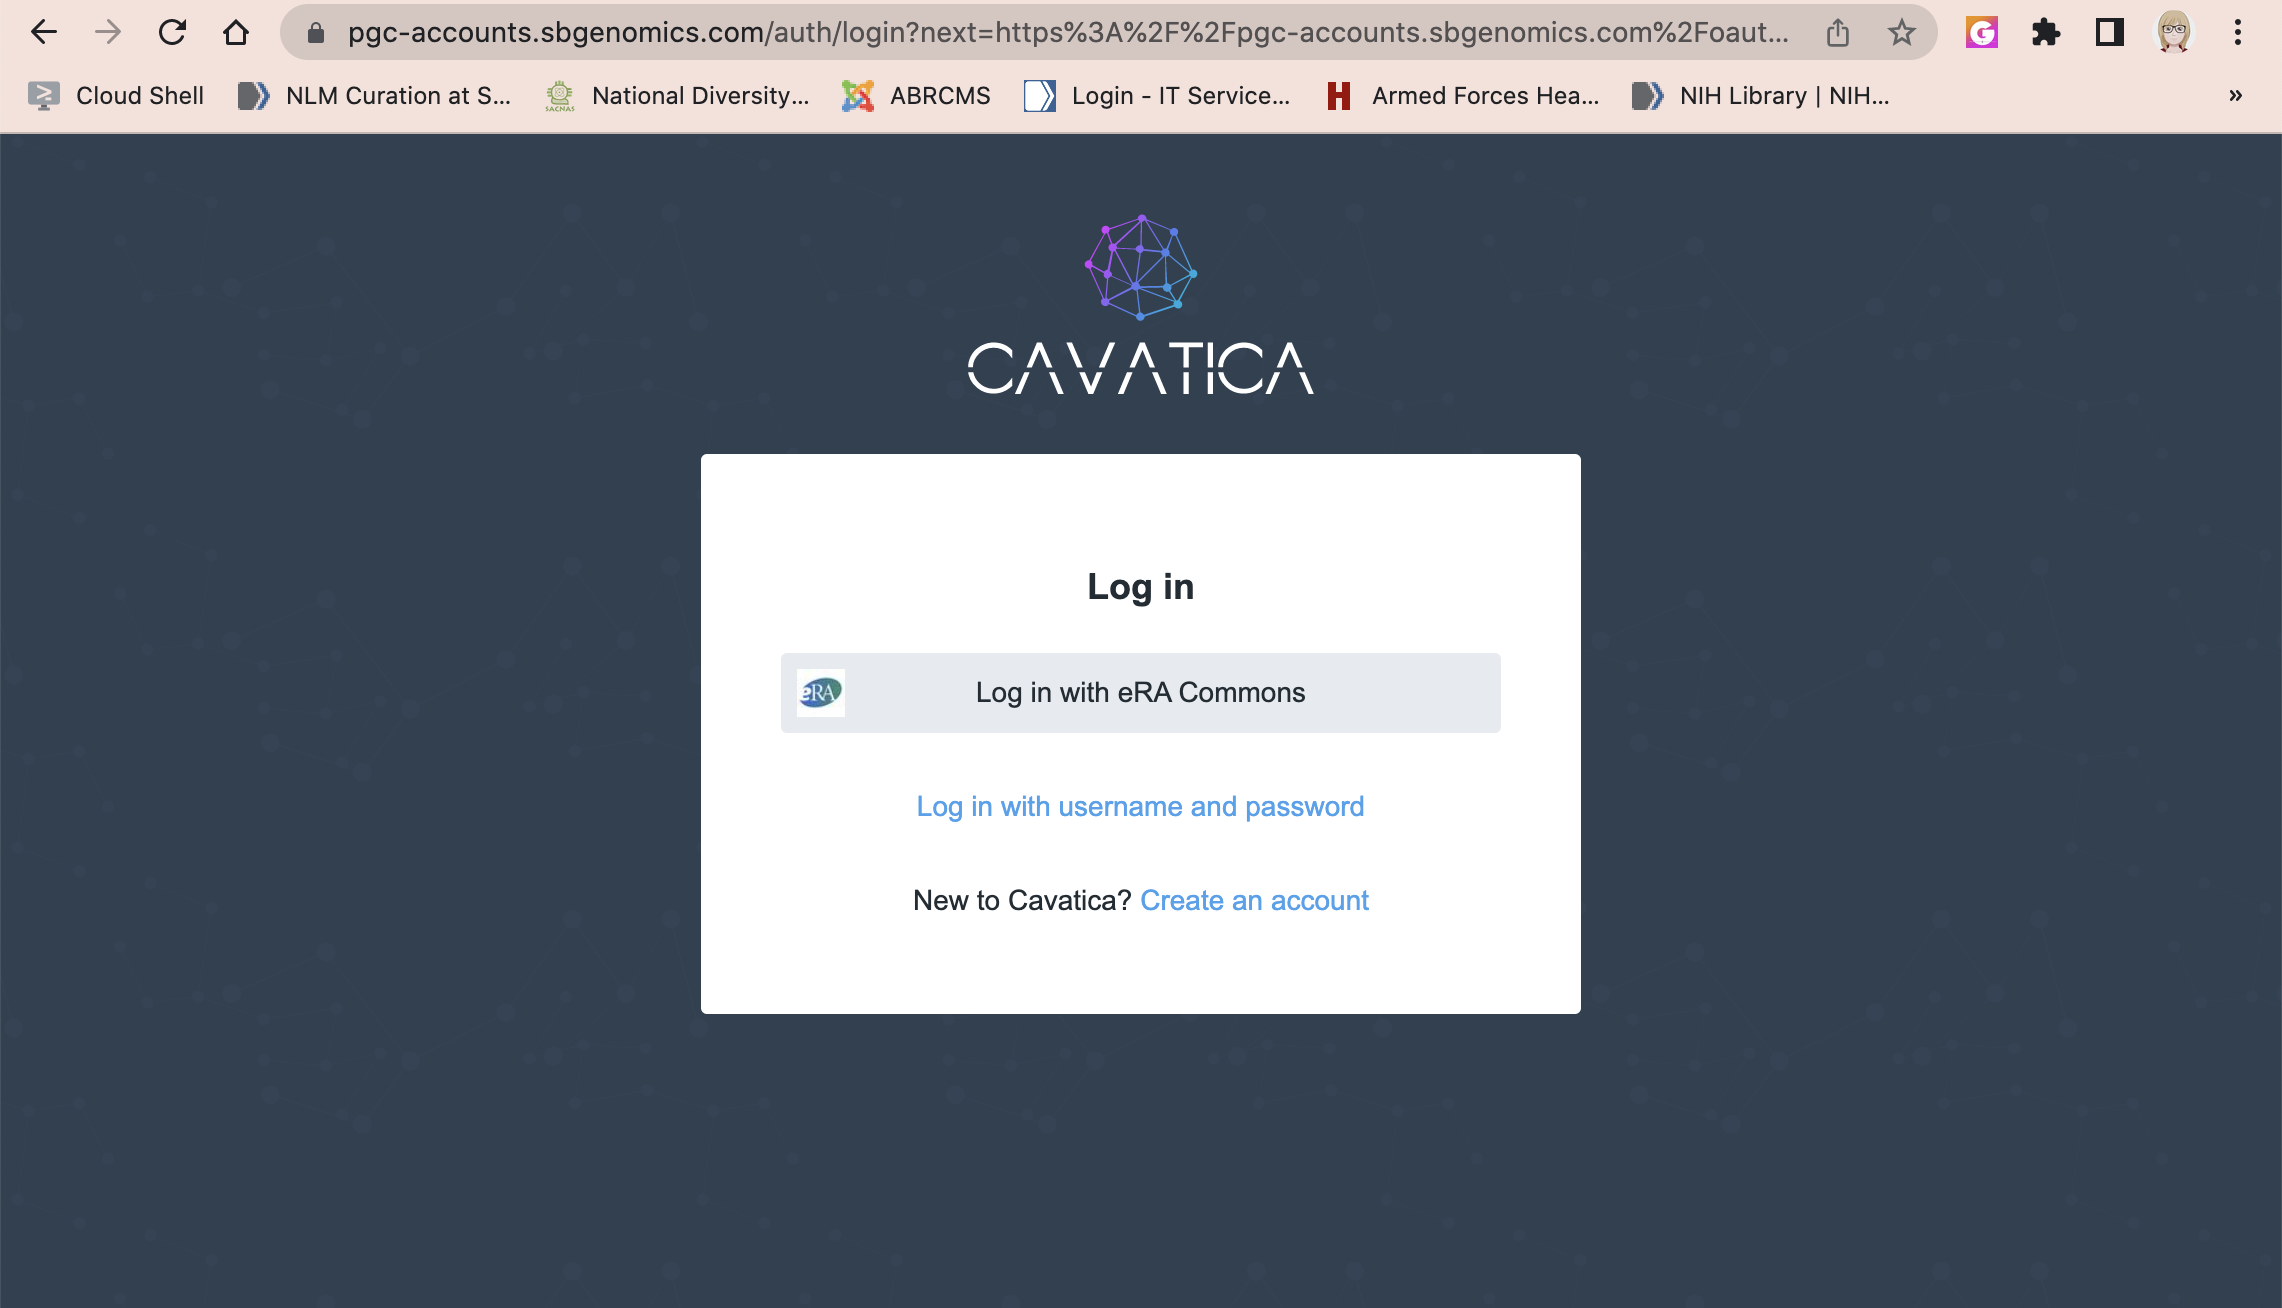 pgc-accounts.sbgenomics.com/auth/login?next=https%3A%2F%2Fpgc-accounts.sbgenomics.com%2Foaut...
Cloud Shell NLM Curation at S... SACNAS National Diversity... ABRCMS Login - IT Service... H Armed Forces Hea... NIH Library | NIH... »
CAVATICA
Log in
eRA Log in with eRA Commons
Log in with username and password
New to Cavatica? Create an account